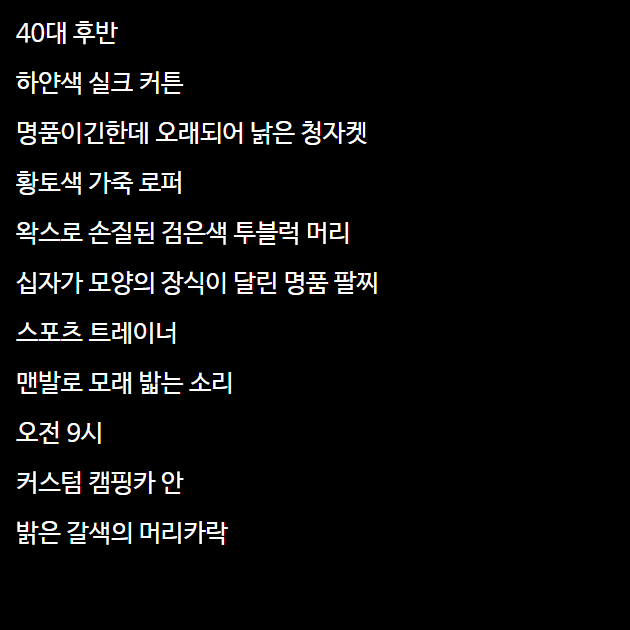 40대 후반
하얀색 실크 커튼
명품이긴한데 오래되어 낡은 청자켓
황토색 가죽 로퍼
왁스로 손질된 검은색 투블럭 머리
십자가 모양의 장식이 달린 명품 팔찌
스포츠 트레이너
맨발로 모래 밟는 소리
오전 9시
커스텀 캠핑카 안
밝은 갈색의 머리카락